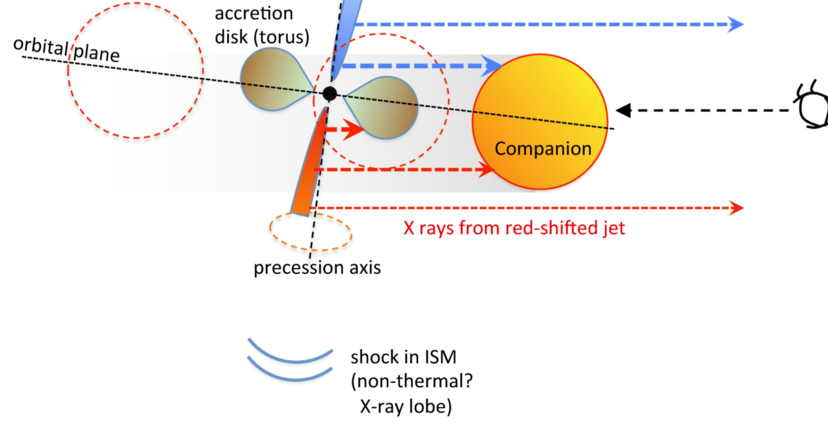 accretion
disk (torus)
orbital plane
Companion
X rays from red-shifted jet
precession axis
shock in ISM
(non-thermal?
X-ray lobe)